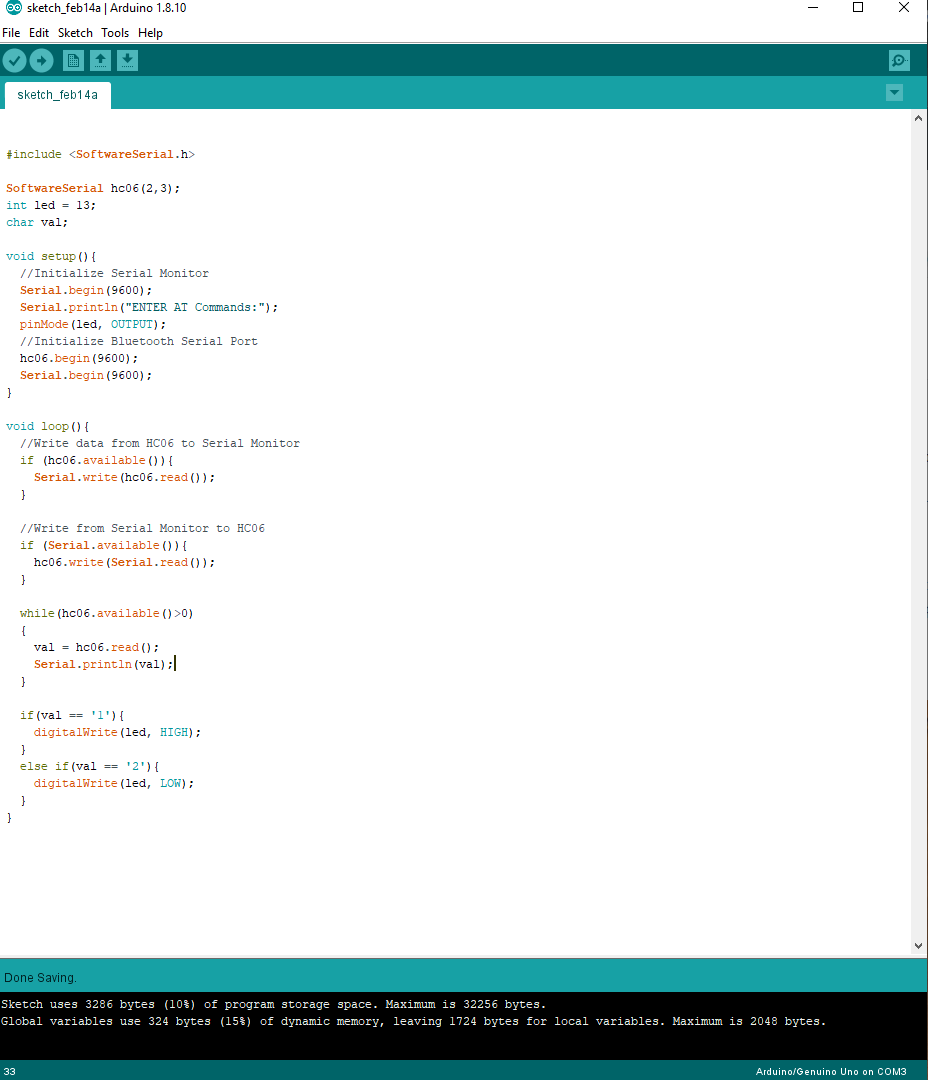 sketch_feb14a | Arduino 1.8.10
File Edit Sketch Tools Help
sketch_feb14a
#include <SoftwareSerial.h>
SoftwareSerial hc06(2,3);
int led = 13;
char val;
void setup(){
//Initialize Serial Monitor
Serial.begin(9600);
Serial.println("ENTER AT Commands:");
pinMode(led, OUTPUT);
//Initialize Bluetooth Serial Port
hc06.begin(9600);
Serial.begin(9600);
}
void loop(){
//Write data from HC06 to Serial Monitor
if (hc06.available()){
Serial.write(hc06.read());
}
//Write from Serial Monitor to HC06
if (Serial.available()){
hc06.write(Serial.read());
}
while(hc06.available()>0)
{
val = hc06.read();
Serial.println(val);
}
if(val == '1'){
digitalWrite(led, HIGH);
}
else if(val == '2'){
digitalWrite(led, LOW);
}
}
Done Saving.
Sketch uses 3286 bytes (10%) of program storage space. Maximum is 32256 bytes.
Global variables use 324 bytes (15%) of dynamic memory, leaving 1724 bytes for local variables. Maximum is 2048 bytes.
33 Arduino/Genuino Uno on COM3